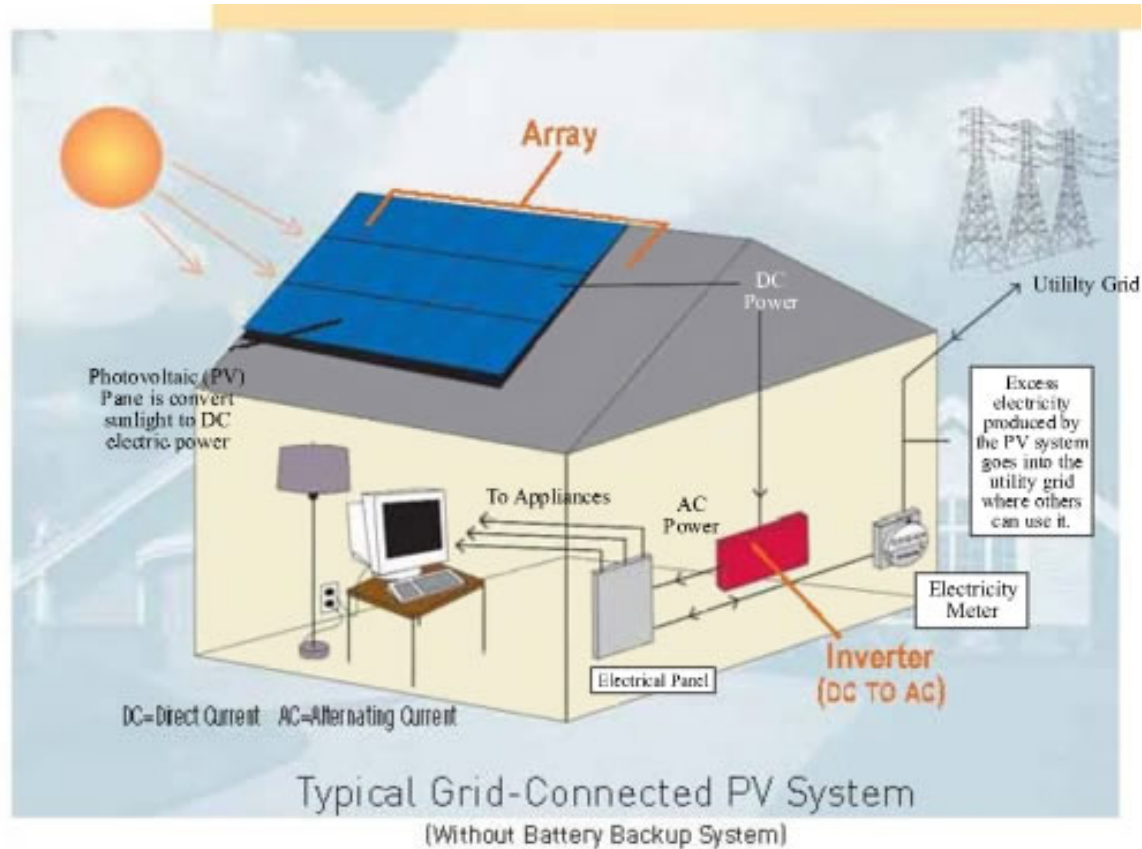 Array
DC
Power
Utililty Grid
Photovoltaic (PV)
Pane is convert
sunlight to DC
electric power
Excess
electricity
produced by
the PV system
goes into the
utility grid
where others
can use it.
To Appliances
AC
Power
Electricity
Meter
Inverter
(DC TO AC)
Electrical Panel
DC=Direct Current AC=Alternating Current
Typical Grid-Connected PV System
(Without Battery Backup System)